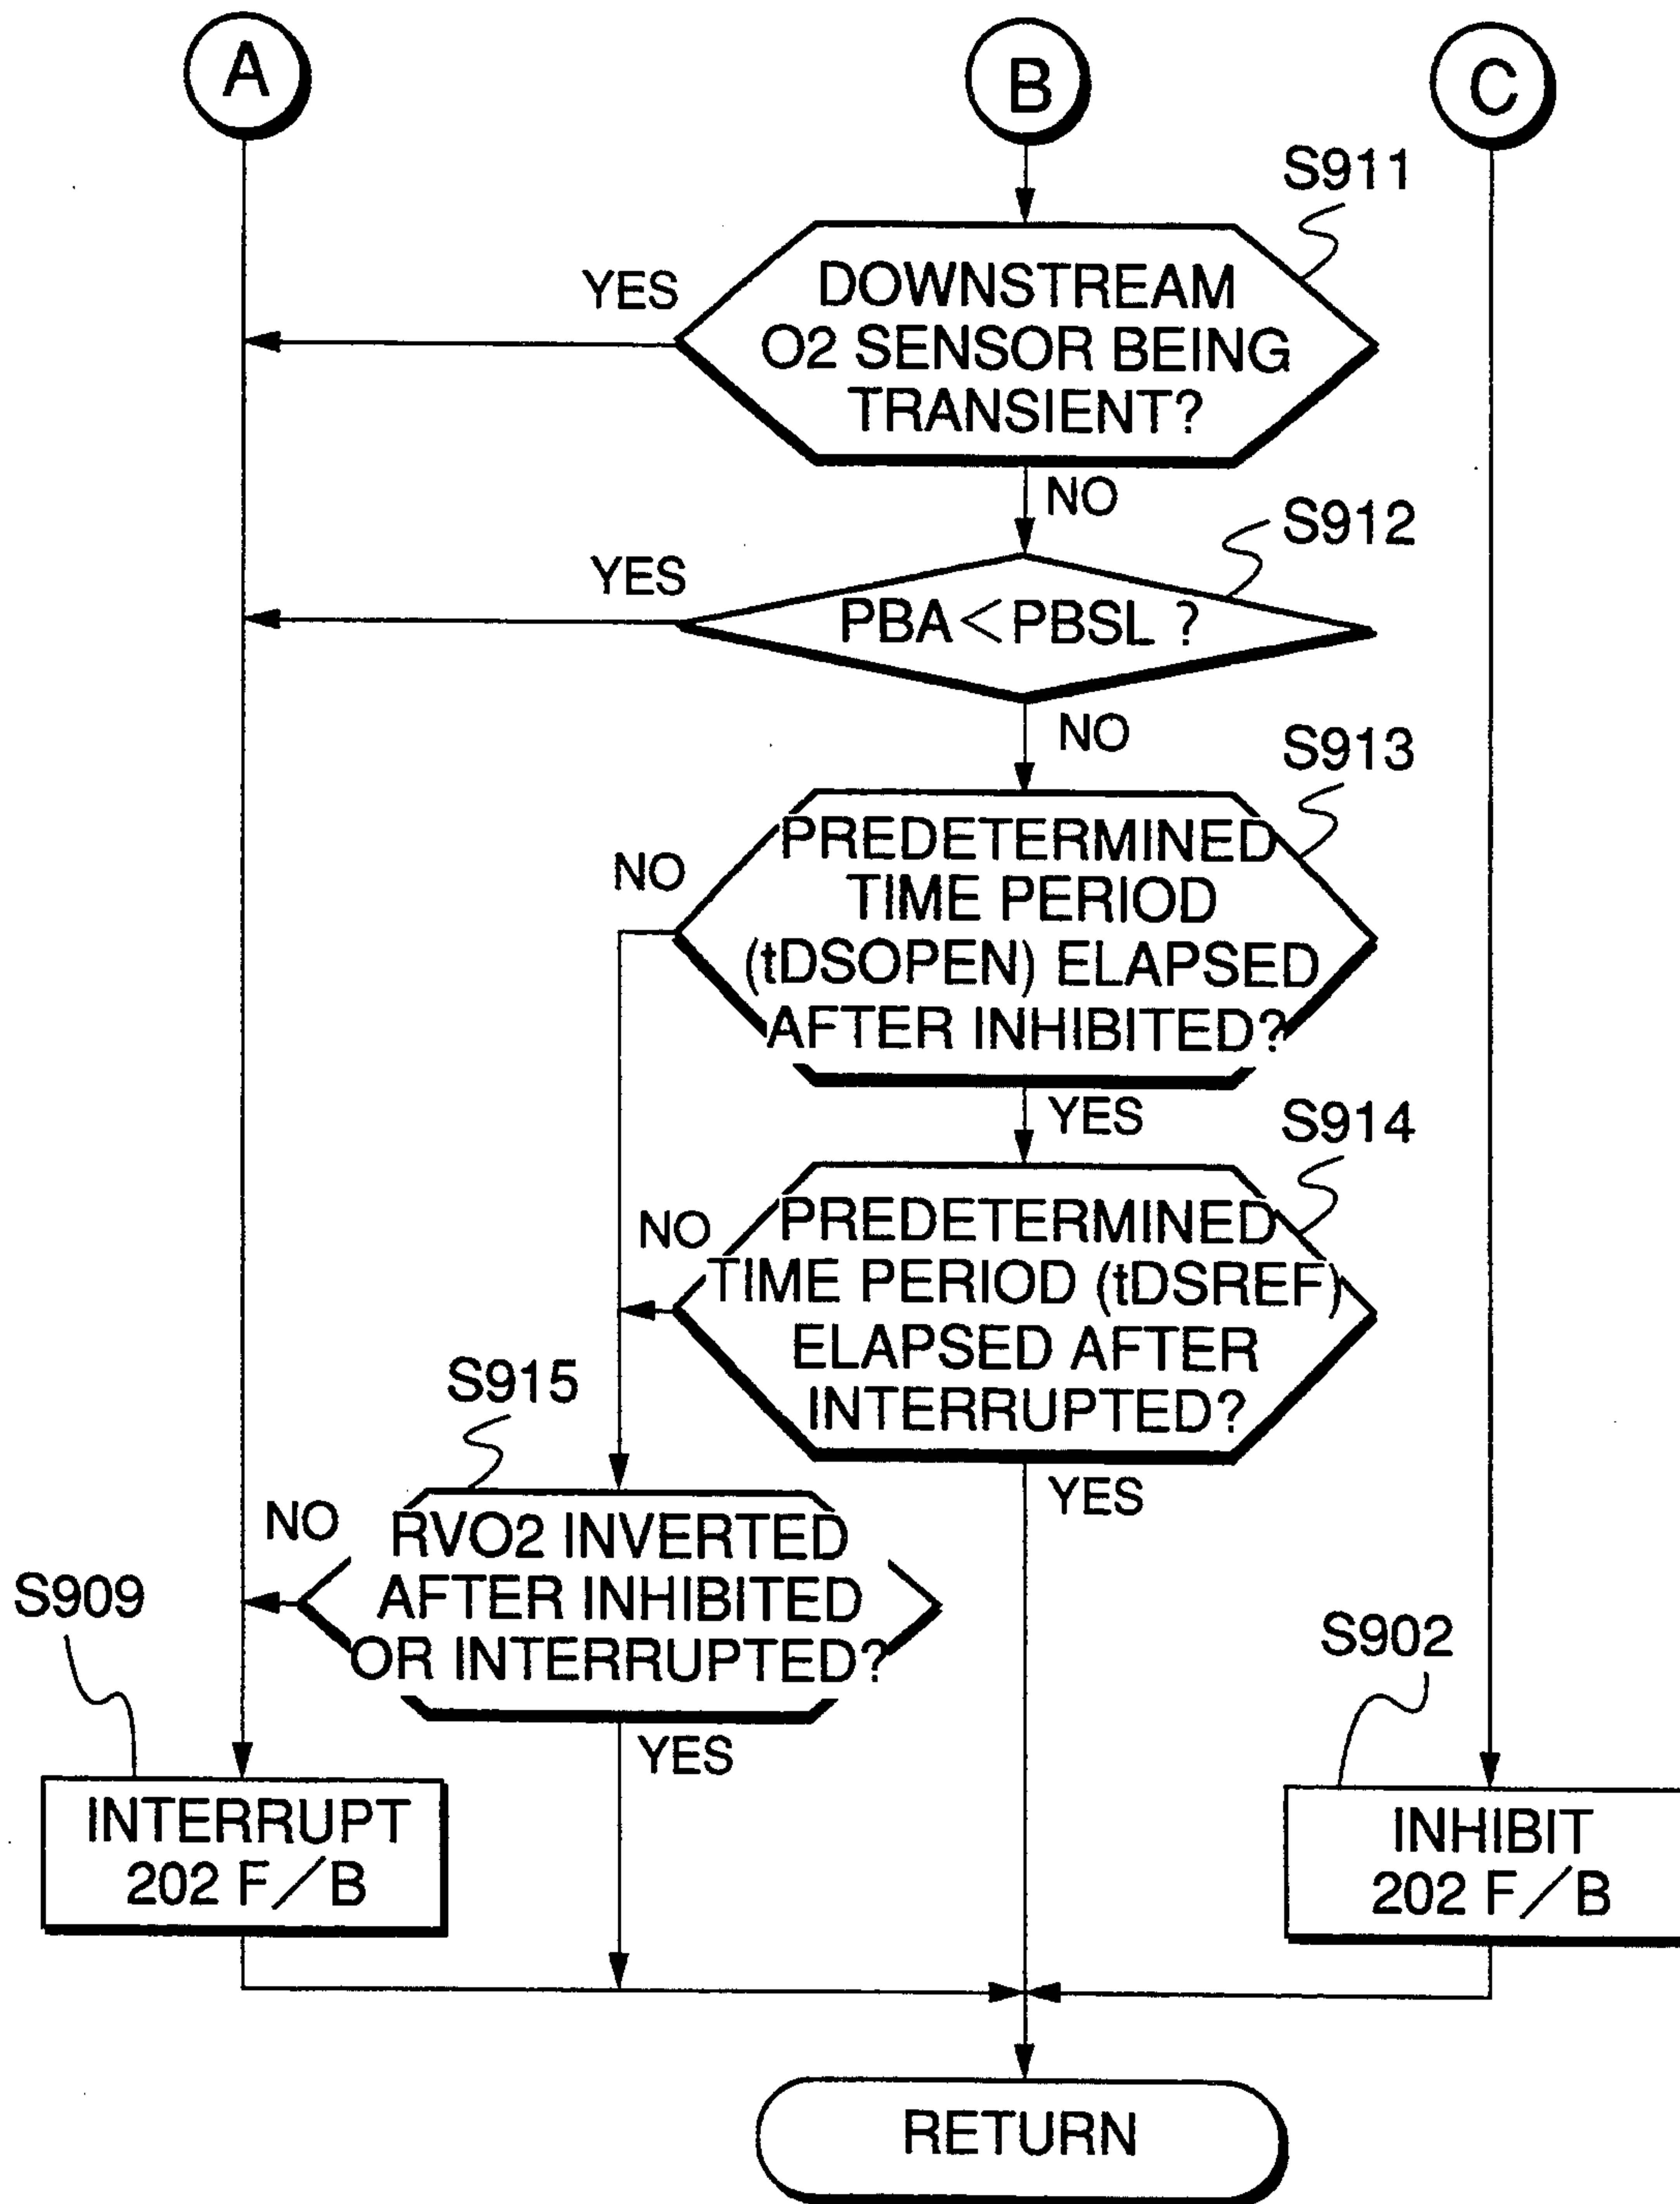 A
B
C
S911
YES
DOWNSTREAM
O2 SENSOR BEING
TRANSIENT?
NO
S912
YES
PBA<PBSL ?
NO
S913
NO
PREDETERMINED
TIME PERIOD
(tDSOPEN) ELAPSED
AFTER INHIBITED?
YES
S914
NO
PREDETERMINED
TIME PERIOD (tDSREF)
ELAPSED AFTER
INTERRUPTED?
YES
S915
NO
RVO2 INVERTED
AFTER INHIBITED
OR INTERRUPTED?
YES
S909
INTERRUPT
202 F/B
S902
INHIBIT
202 F/B
RETURN